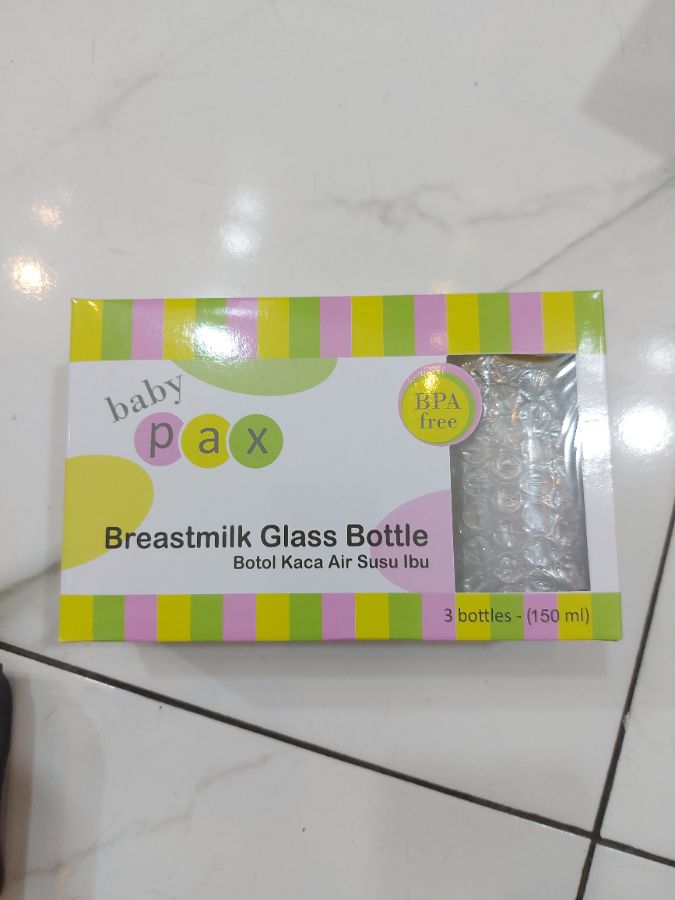 baby
pax
BPA
free
Breastmilk Glass Bottle
Botol Kaca Air Susu Ibu
3 bottles - (150 ml)